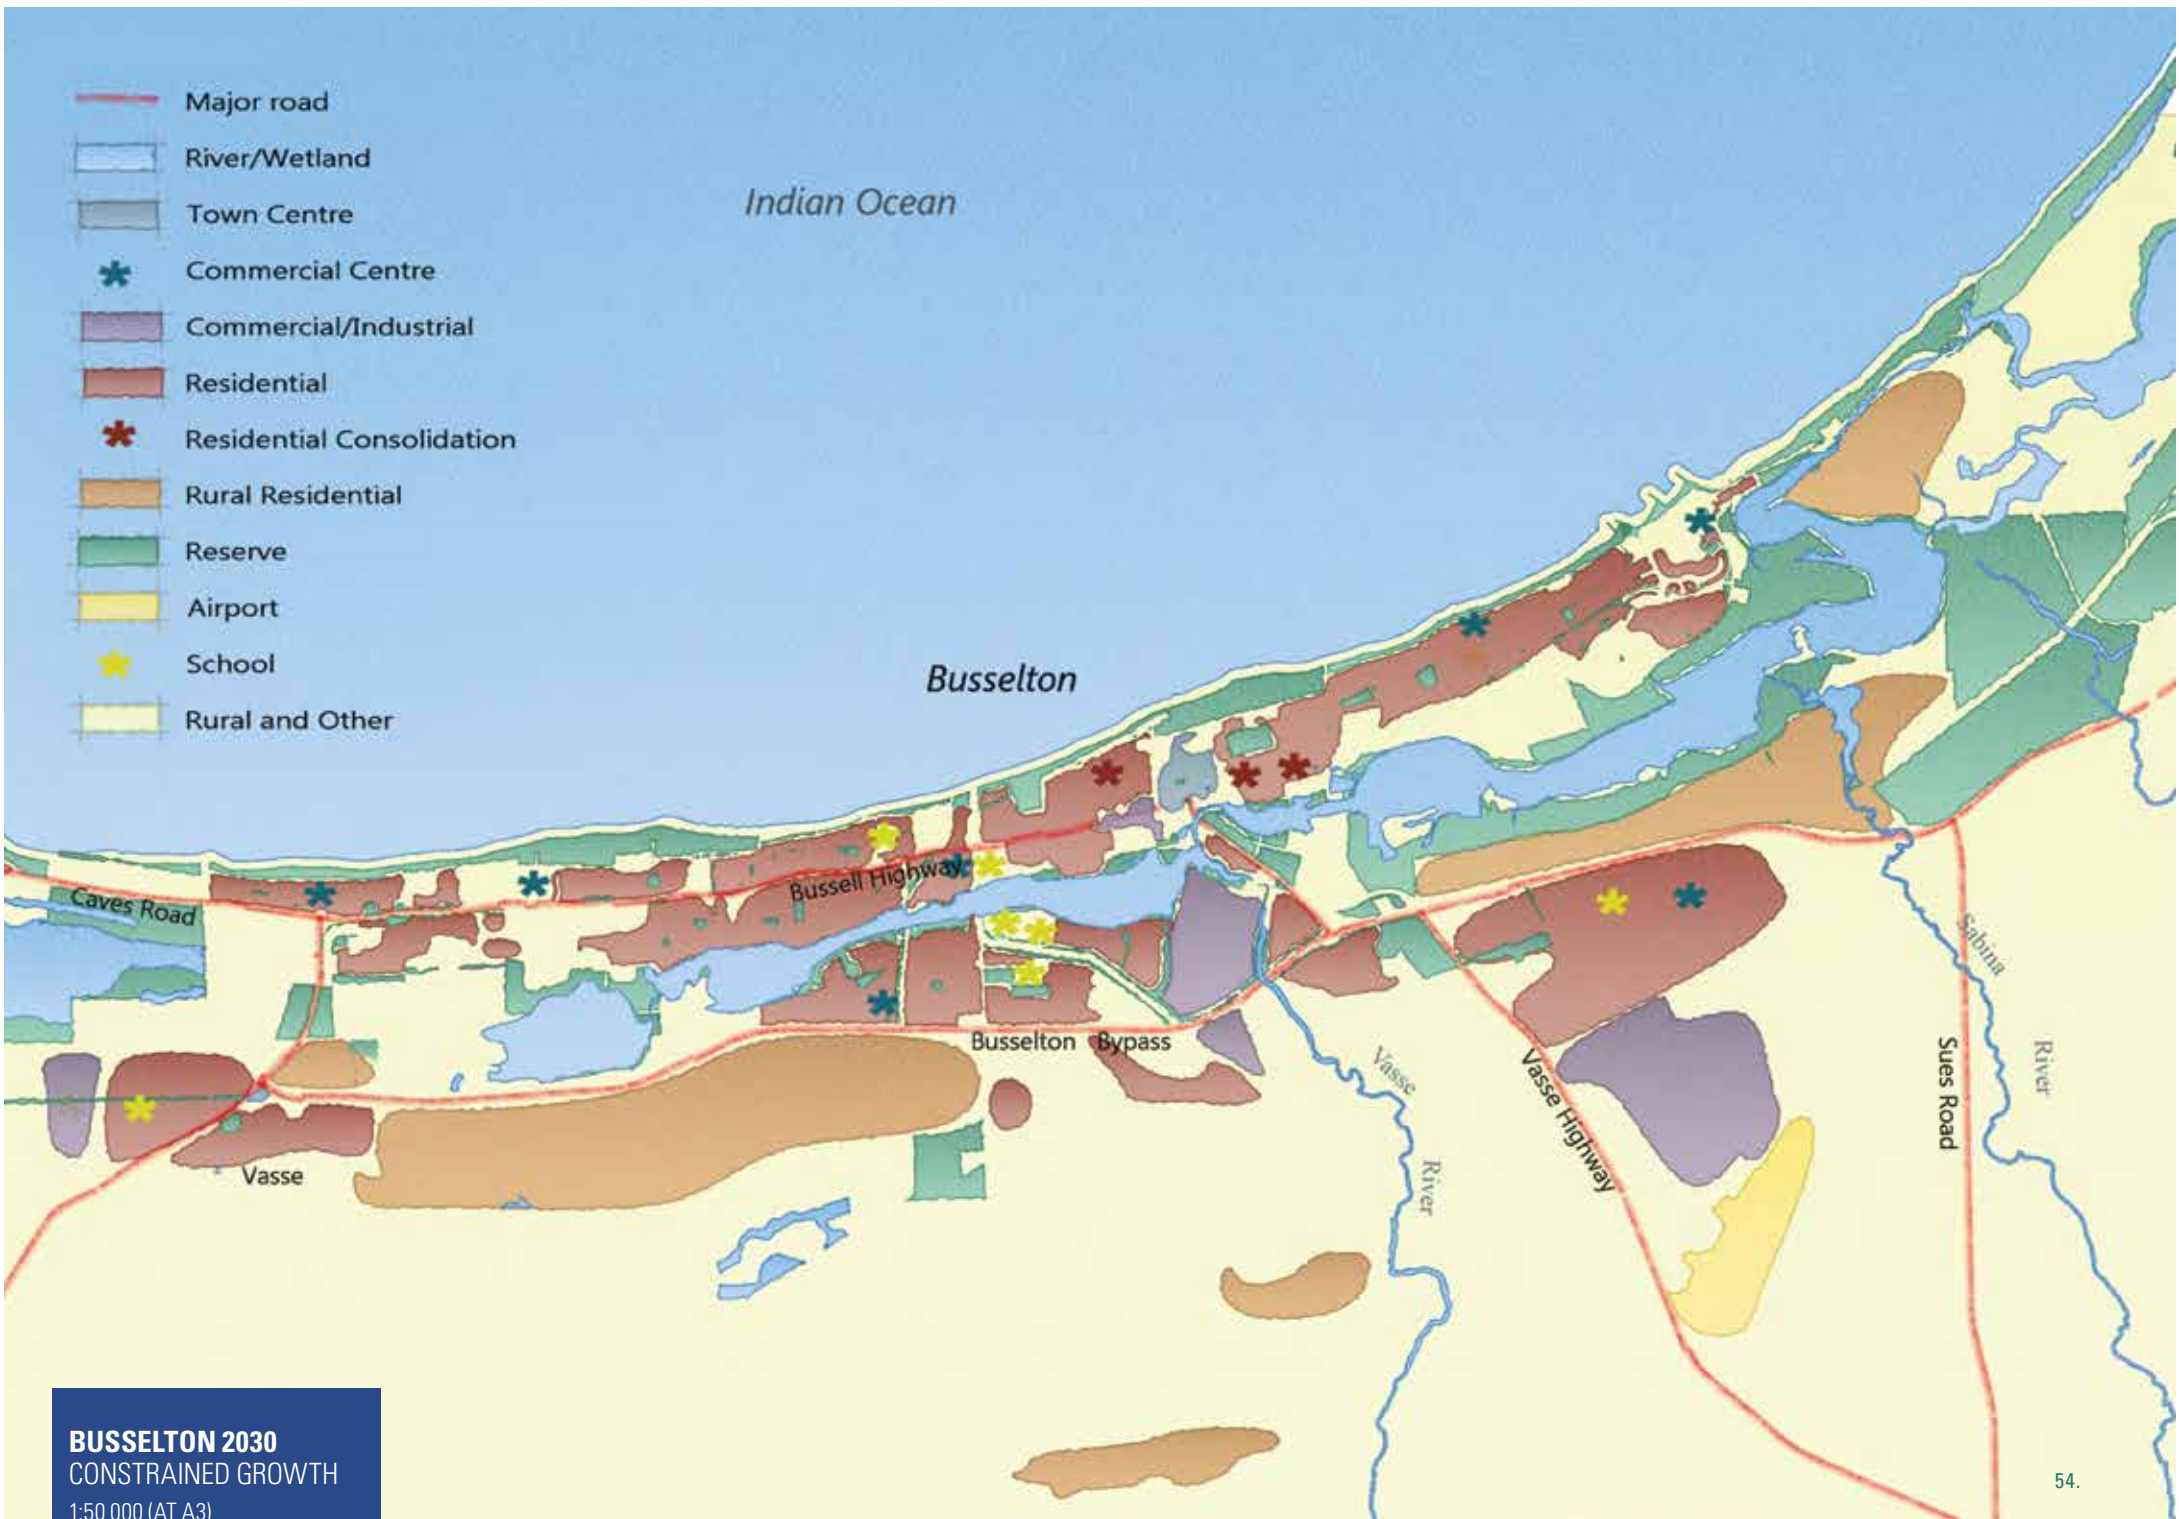 Major road
River/Wetland
Town Centre
Commercial Centre
Commercial/Industrial
Residential
Residential Consolidation
Rural Residential
Reserve
Airport
School
Rural and Other
Indian Ocean
Busselton
Caves Road
Bussell Highway
Busselton Bypass
Vasse
Vasse
River
Vasse Highway
Sues Road
Sabina
River
BUSSELTON 2030
CONSTRAINED GROWTH
1:50 000 (AT A3)
54.